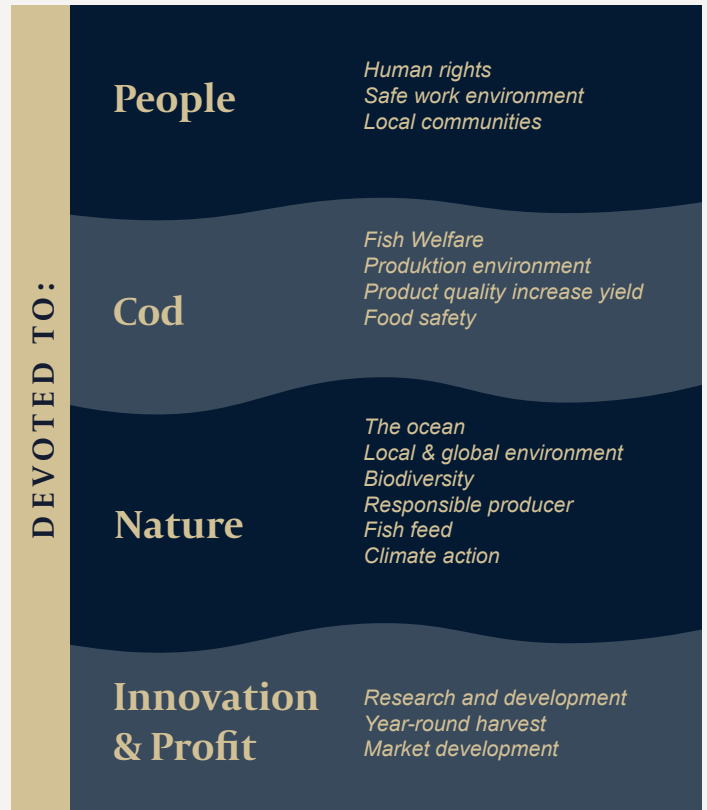 DEVOTED TO:
People
Human rights
Safe work environment
Local communities
Cod
Fish Welfare
Produktion environment
Product quality increase yield
Food safety
Nature
The ocean
Local & global environment
Biodiversity
Responsible producer
Fish feed
Climate action
Innovation
& Profit
Research and development
Year-round harvest
Market development